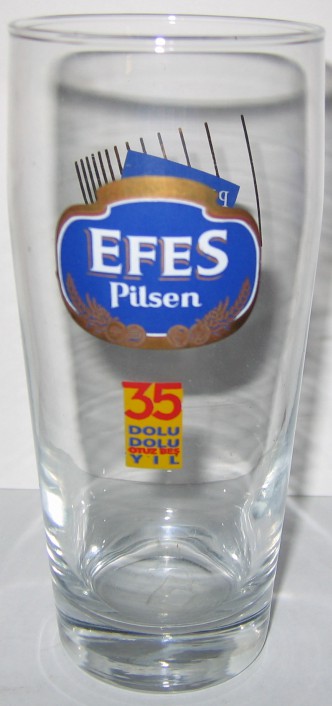 EFES
Pilsen
35
DOLU
DOLU
OTUZ BEŞ
YIL